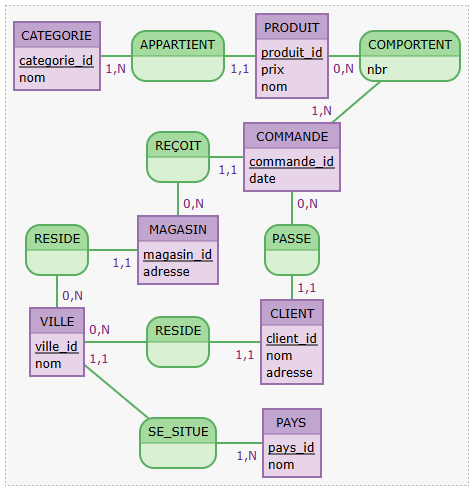 CATEGORIE
categorie_id
nom
1,N
APPARTIENT
1,1
PRODUIT
produit_id
prix
nom
0,N
COMPORTENT
nbr
1,N
REÇOIT
1,1
COMMANDE
commande_id
date
0,N
0,N
RESIDE
1,1
MAGASIN
magasin_id
adresse
PASSE
1,1
0,N
VILLE
ville_id
nom
0,N
1,1
RESIDE
1,1
CLIENT
client_id
nom
adresse
SE_SITUE
1,N
PAYS
pays_id
nom